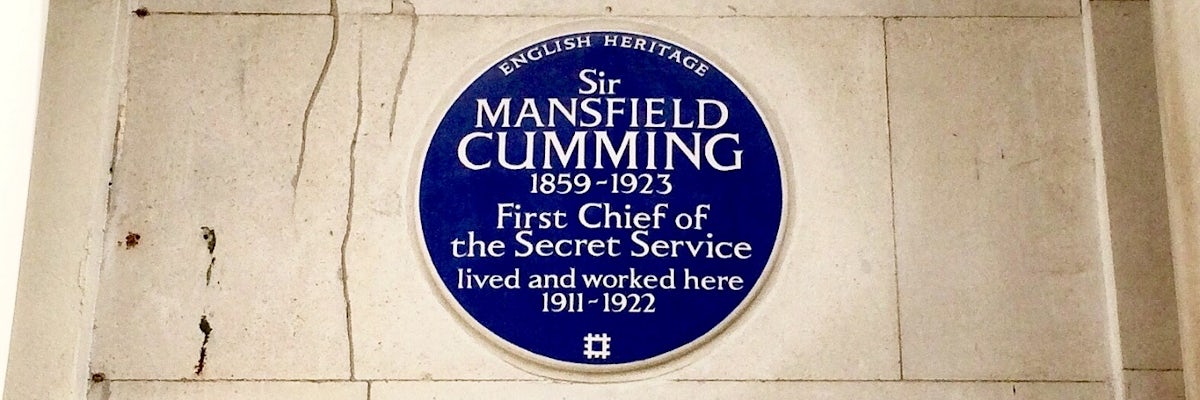 ENGLISH HERITAGE
Sir
MANSFIELD
CUMMING
1859-1923
First Chief of
the Secret Service
lived and worked here
1911-1922